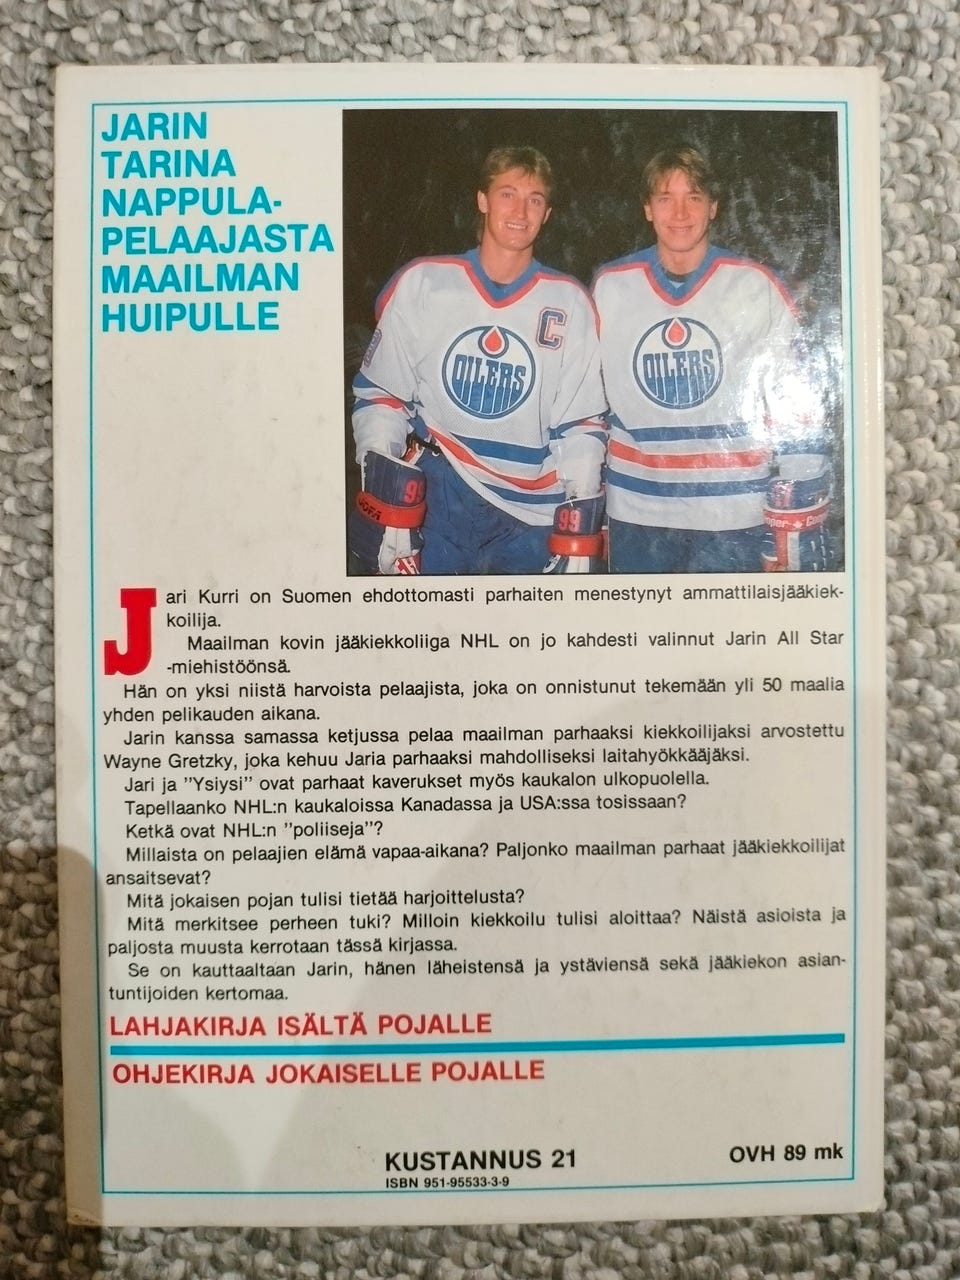 JARIN
TARINA
NAPPULA-
PELAAJASTA
MAAILMAN
HUIPULLE
C
OILERS
OILERS
99
99
Jari Kurri on Suomen ehdottomasti parhaiten menestynyt ammattilaisjääkiek-
koilija.
Maailman kovin jääkiekkoliiga NHL on jo kahdesti valinnut Jarin All Star
-miehistöönsä.
Hän on yksi niistä harvoista pelaajista, joka on onnistunut tekemään yli 50 maalia
yhden pelikauden aikana.
Jarin kanssa samassa ketjussa pelaa maailman parhaaksi kiekkoilijaksi arvostettu
Wayne Gretzky, joka kehuu Jaria parhaaksi mahdolliseksi laitahyökkääjäksi.
Jari ja ”Ysiysi” ovat parhaat kaverukset myös kaukalon ulkopuolella.
Tapellaanko NHL:n kaukaloissa Kanadassa ja USA:ssa tosissaan?
Ketkä ovat NHL:n ”poliiseja”?
Millaista on pelaajien elämä vapaa-aikana? Paljonko maailman parhaat jääkiekkoilijat
ansaitsevat?
Mitä jokaisen pojan tulisi tietää harjoittelusta?
Mitä merkitsee perheen tuki? Milloin kiekkoilu tulisi aloittaa? Näistä asioista ja
paljosta muusta kerrotaan tässä kirjassa.
Se on kauttaaltaan Jarin, hänen läheistensä ja ystäviensä sekä jääkiekon asian-
tuntijoiden kertomaa.
LAHJAKIRJA ISÄLTÄ POJALLE
OHJEKIRJA JOKAISELLE POJALLE
KUSTANNUS 21
ISBN 951-95533-3-9
OVH 89 mk